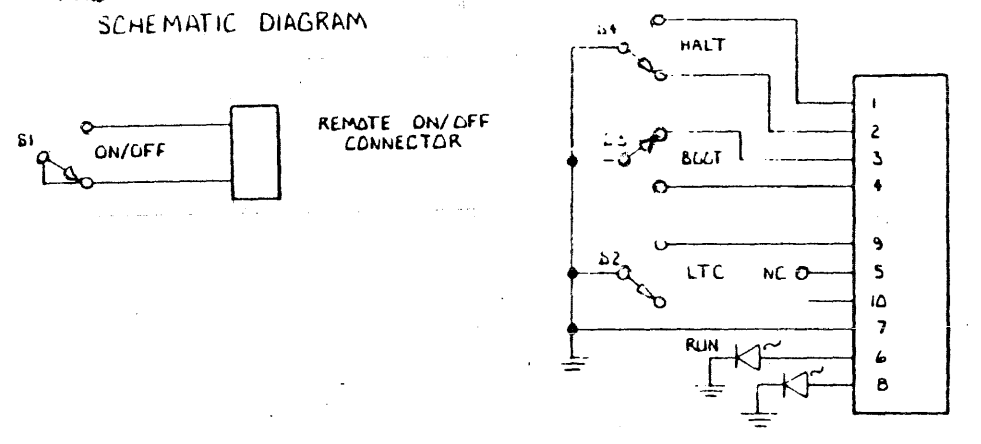 SCHEMATIC DIAGRAM
S1
ON/OFF
REMOTE ON/OFF
CONNECTOR
S4
HALT
BOOT
S2
LTC
NC
RUN
1
2
3
4
9
5
10
7
6
8